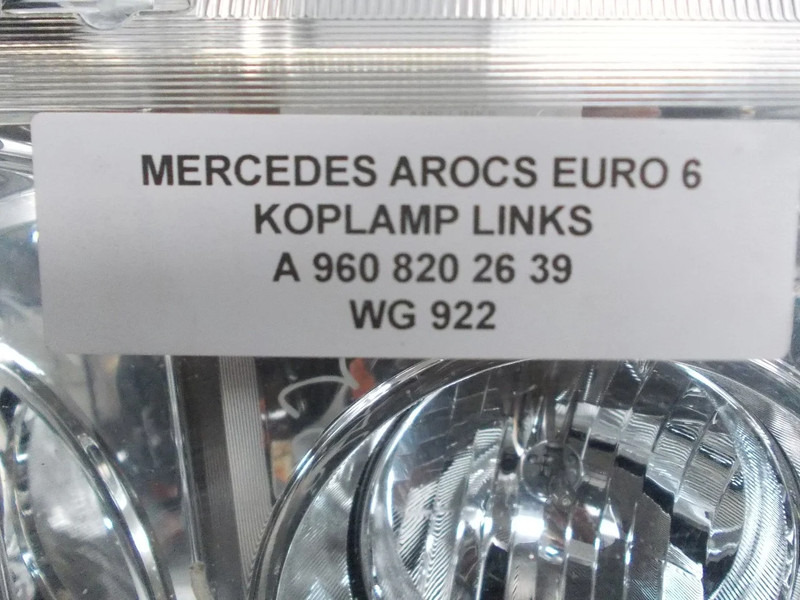 MERCEDES AROCS EURO 6
KOPLAMP LINKS
A 960 820 26 39
WG 922